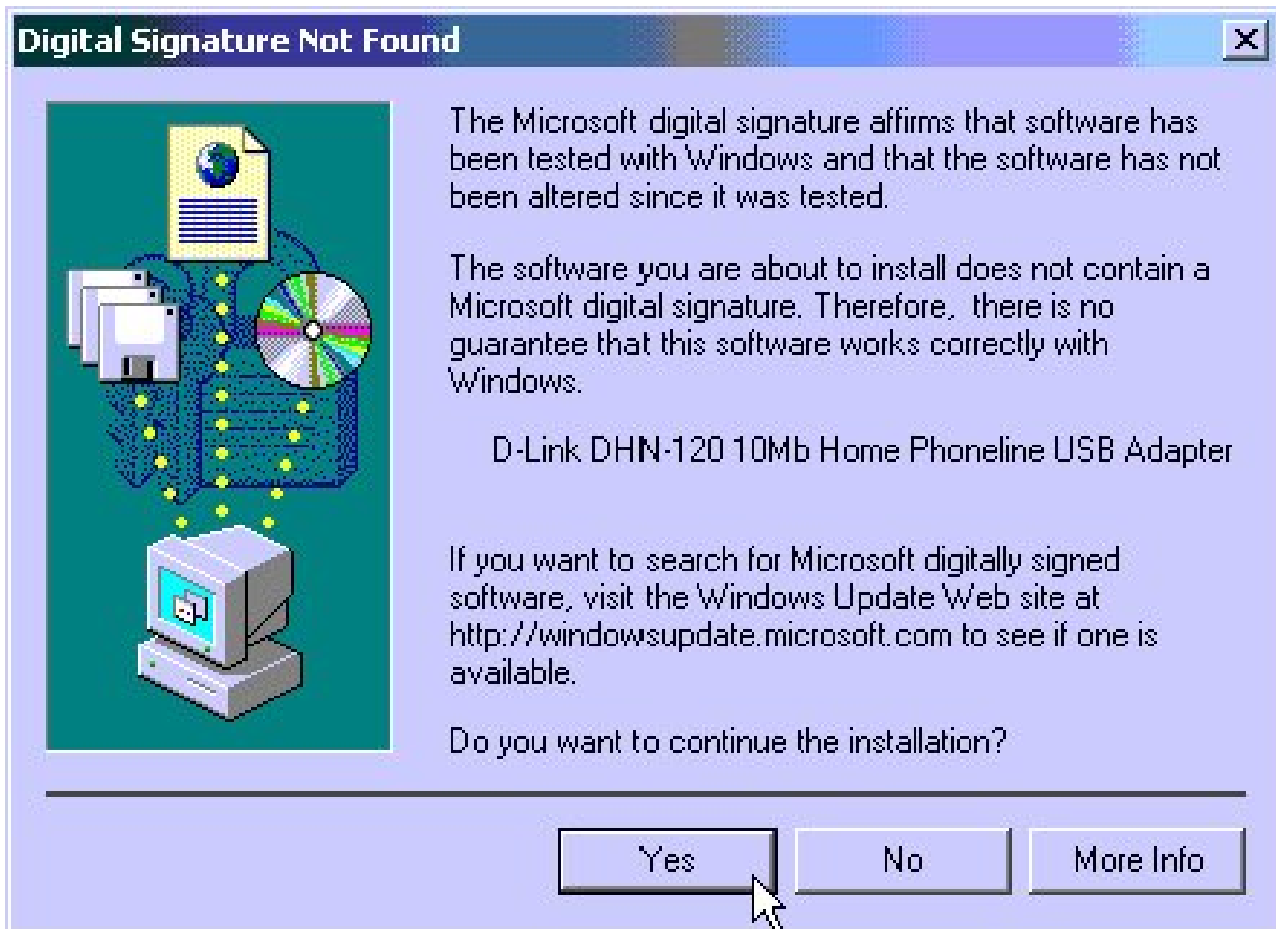 Digital Signature Not Found
The Microsoft digital signature affirms that software has
been tested with Windows and that the software has not
been altered since it was tested.
The software you are about to install does not contain a
Microsoft digital signature. Therefore, there is no
guarantee that this software works correctly with
Windows.
D-Link DHN-120 10Mb Home Phoneline USB Adapter
If you want to search for Microsoft digitally signed
software, visit the Windows Update Web site at
http://windowsupdate.microsoft.com to see if one is
available.
Do you want to continue the installation?
Yes No More Info